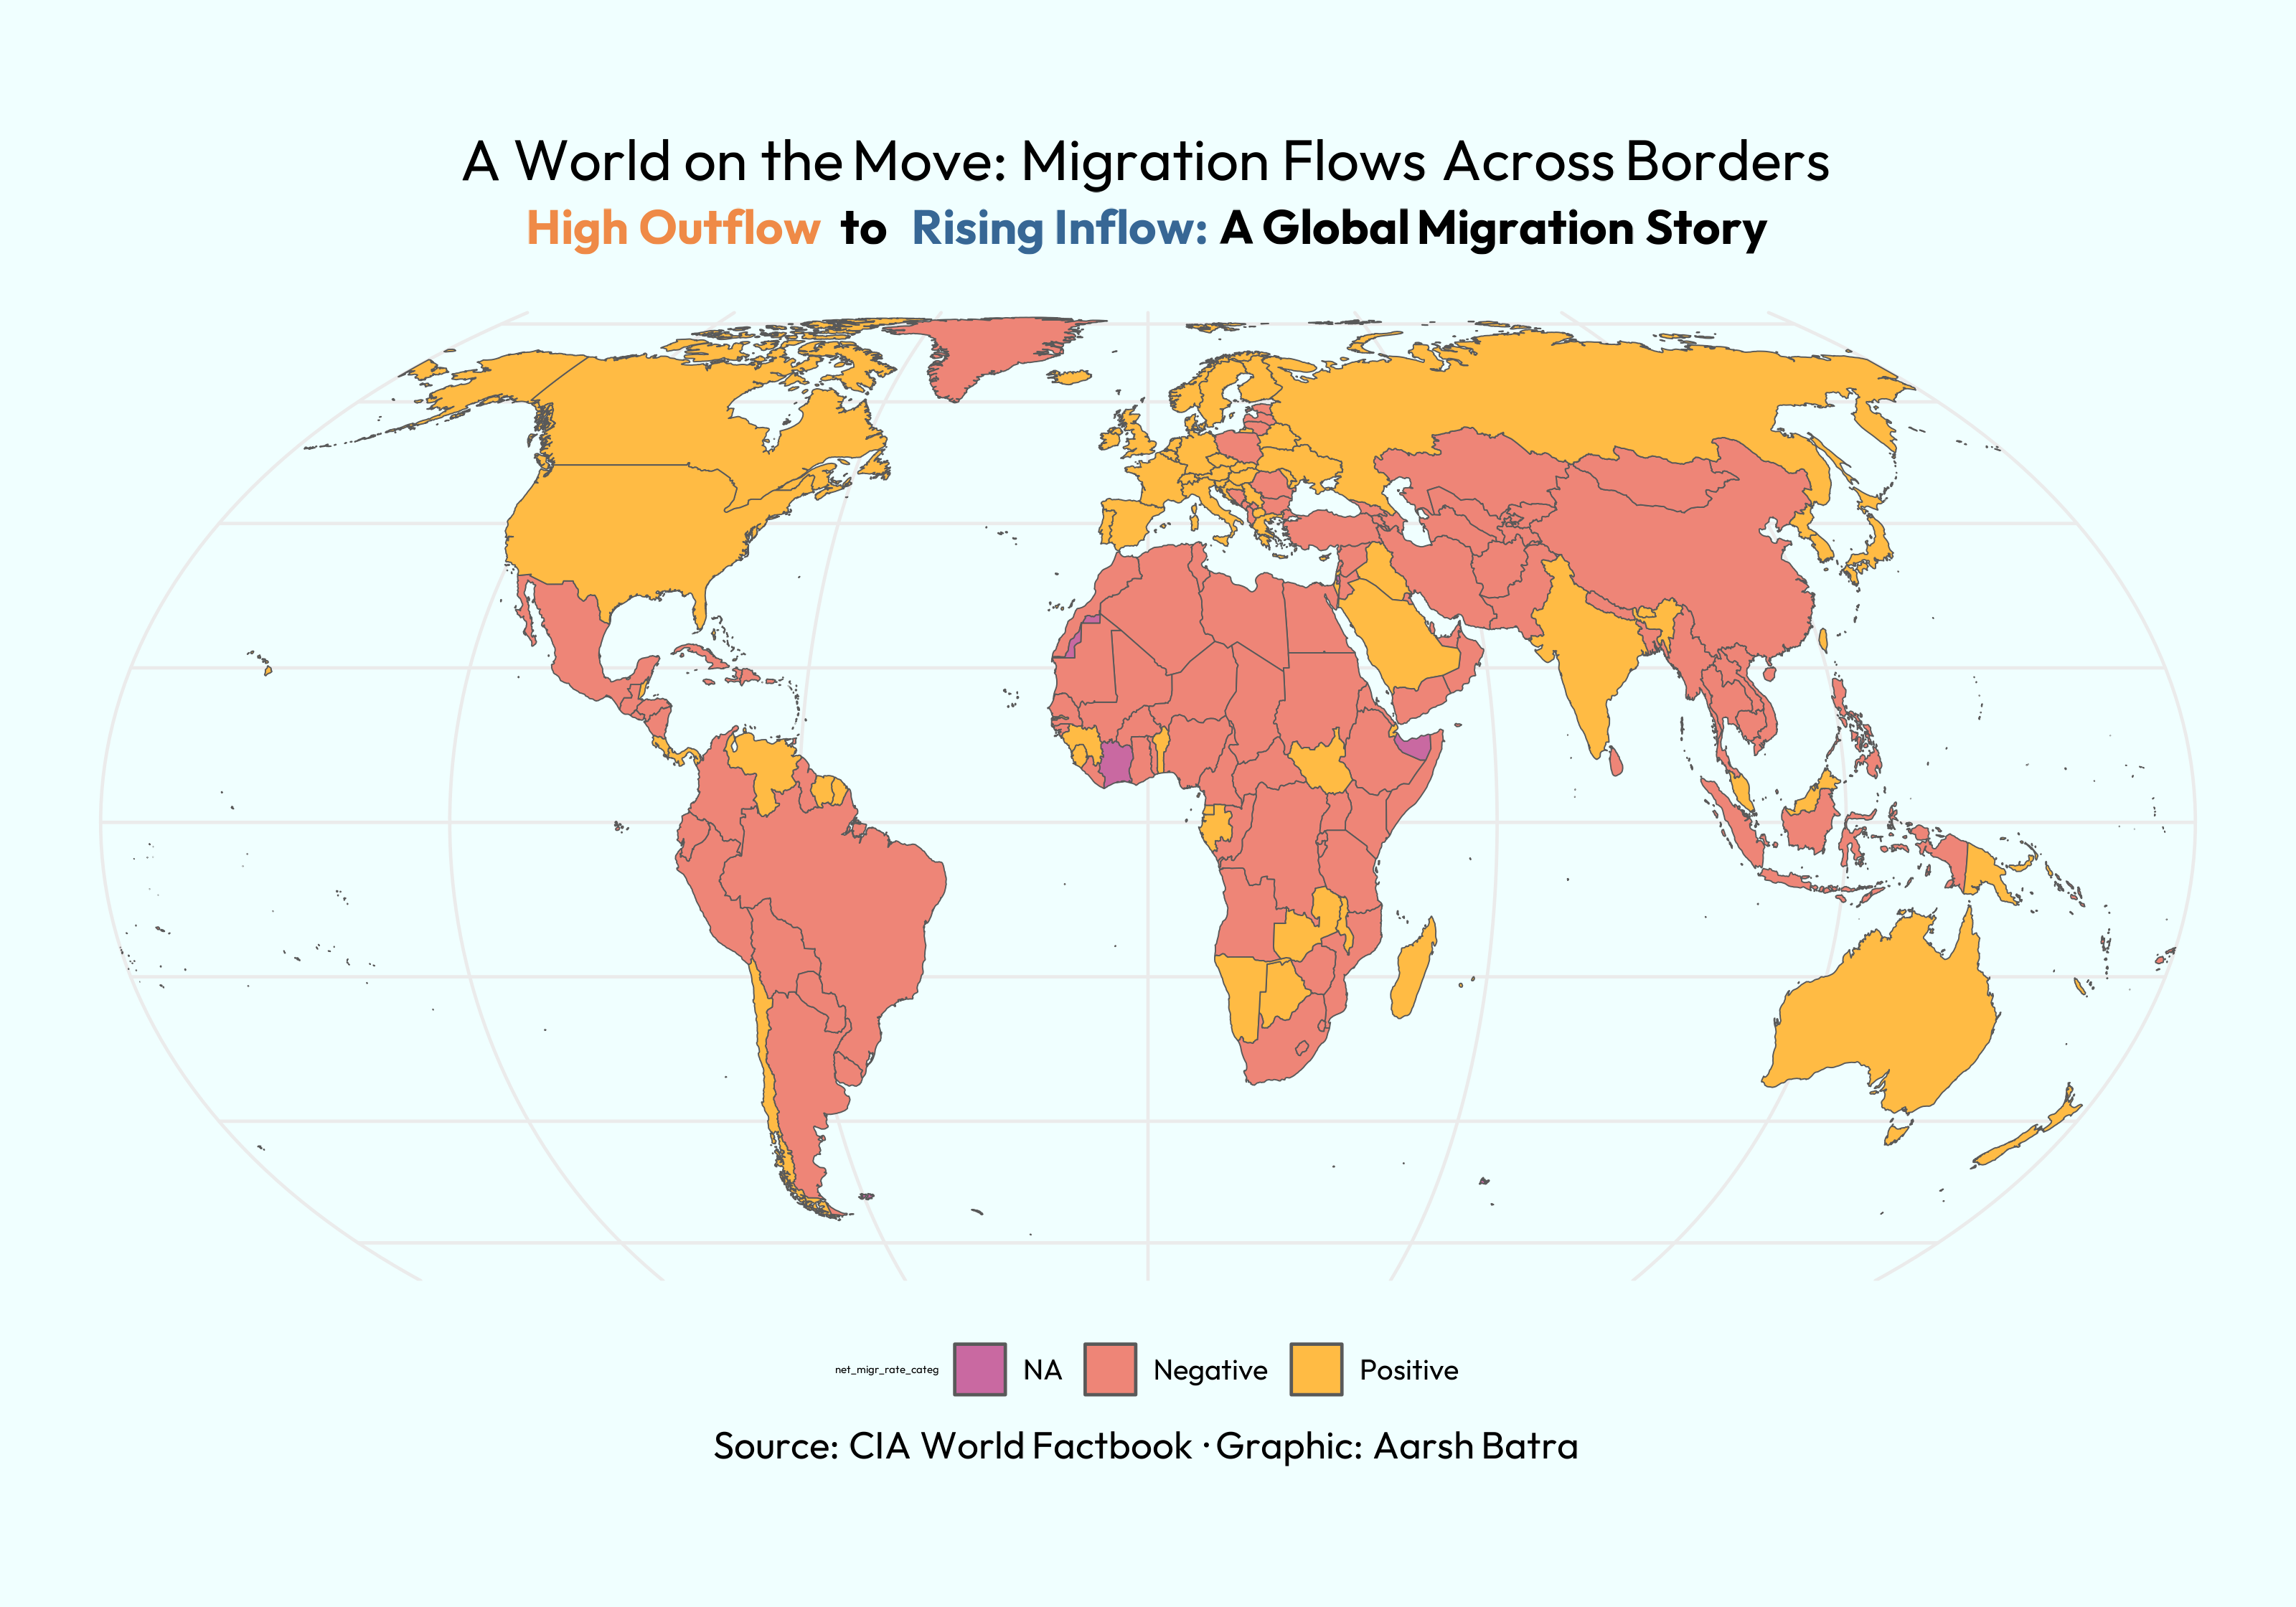 A World on the Move: Migration Flows Across Borders
High Outflow to Rising Inflow: A Global Migration Story
net_migr_rate_categ NA Negative Positive
Source: CIA World Factbook · Graphic: Aarsh Batra